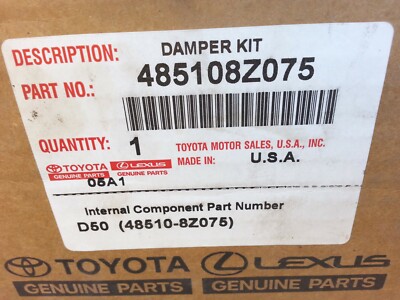 DESCRIPTION: DAMPER KIT
PART NO.: 485108Z075
QUANTITY: 1 TOYOTA MOTOR SALES, U.S.A., INC.
TOYOTA LEXUS MADE IN: U.S.A.
GENUINE PARTS GENUINE PARTS
05A1
Internal Component Part Number
D50 (48510-8Z075)
TOYOTA LEXUS
GENUINE PARTS GENUINE PARTS